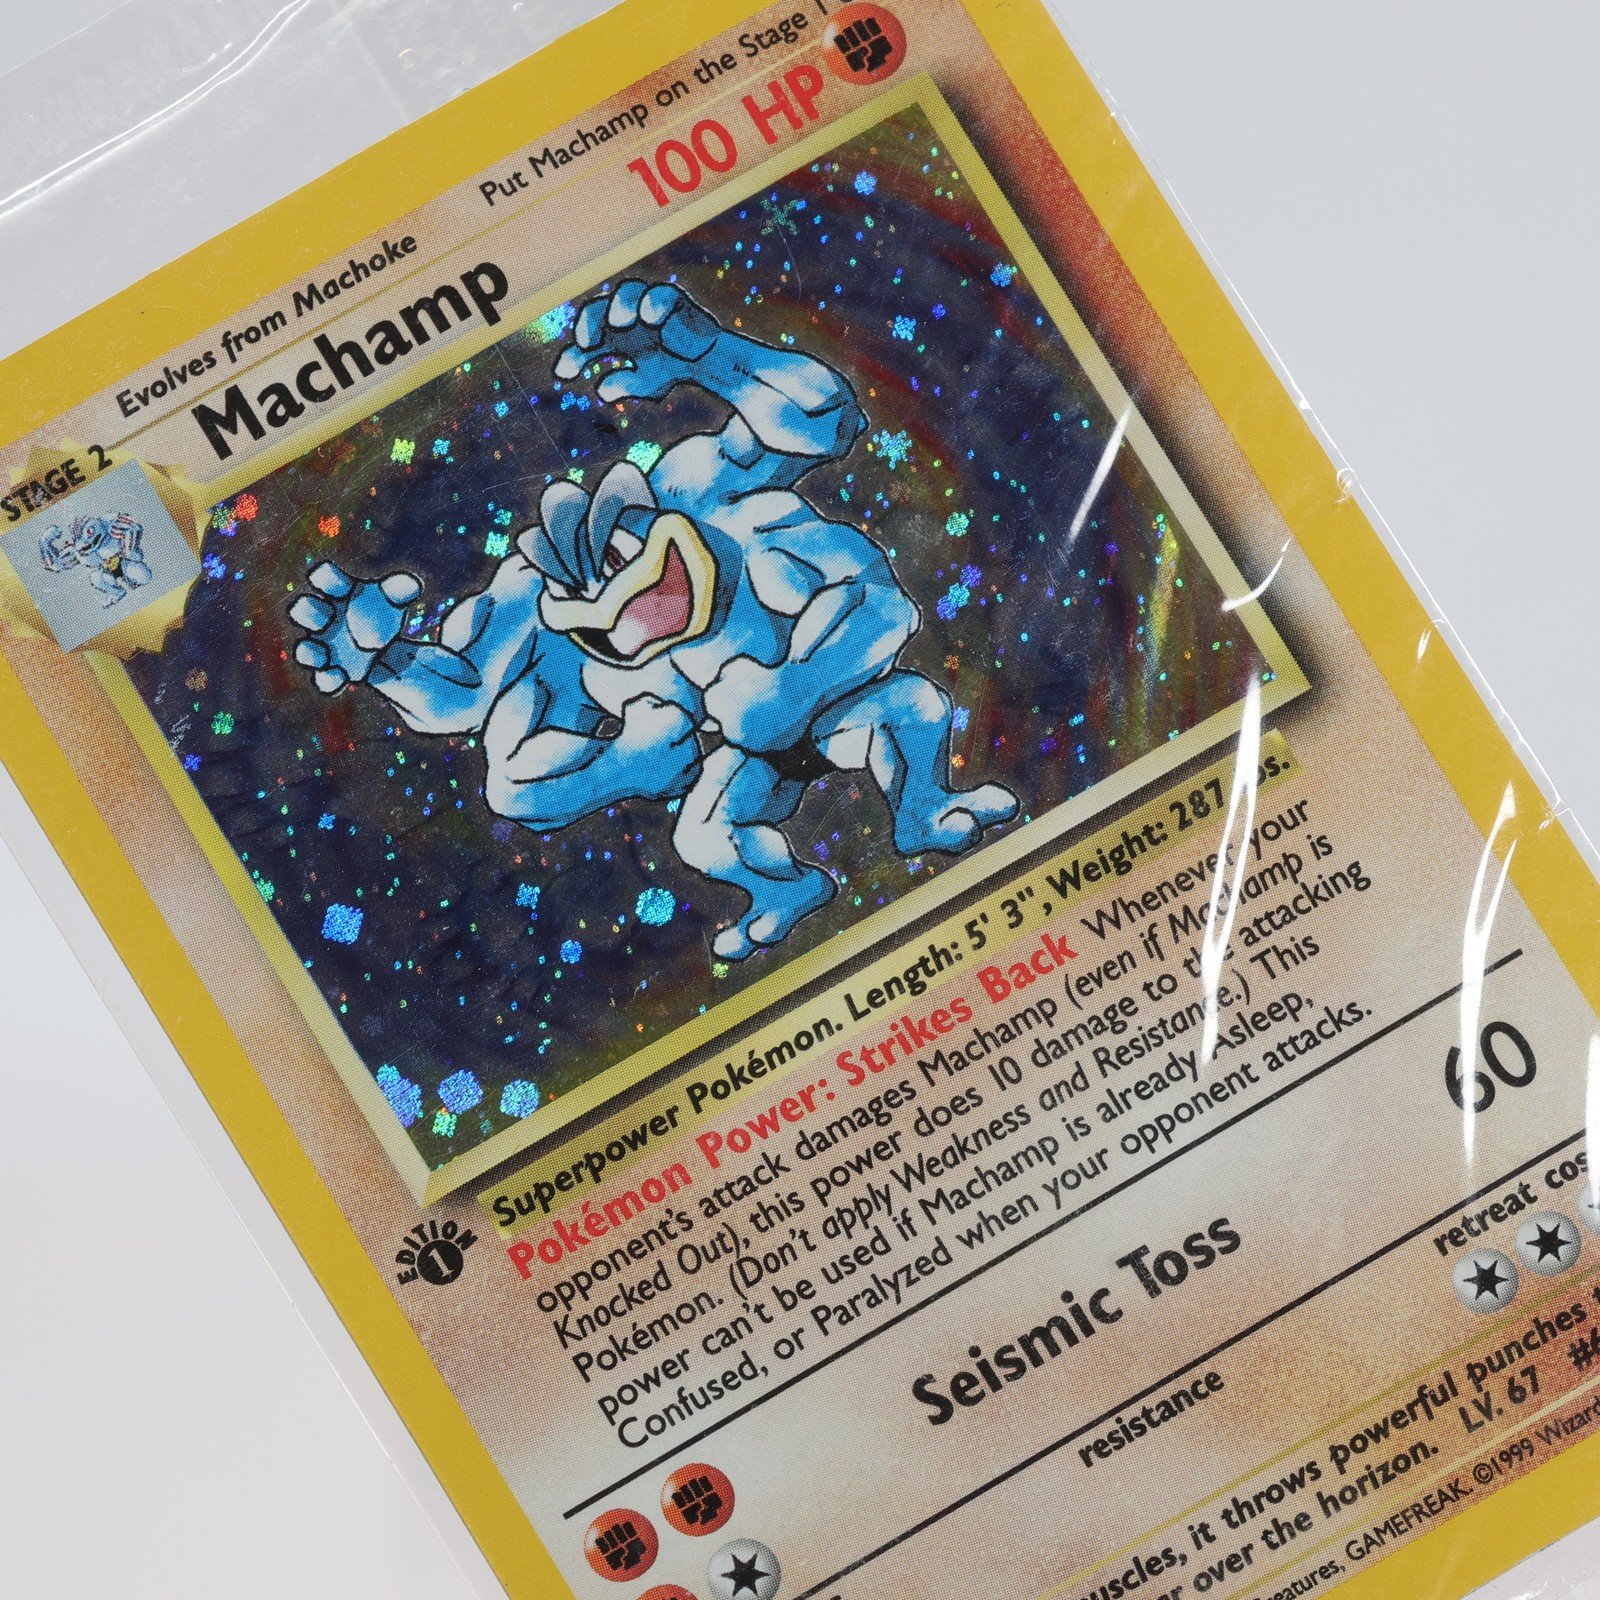 Evolves from Machoke Put Machamp on the Stage
STAGE 2
Machamp 100 HP
Superpower Pokémon. Length: 5' 3", Weight: 287
EDITION
1
Pokémon Power: Strikes Back Whenever your
opponent's attack damages Machamp (even if Machamp is
Knocked Out), this power does 10 damage to the attacking
Pokémon. (Don't apply Weakness and Resistance.) This
power can't be used if Machamp is already Asleep,
Confused, or Paralyzed when your opponent attacks.
Seismic Toss 60
resistance retreat
it throws powerful punches
over the horizon. LV. 67
GAMEFREAK. ©1999